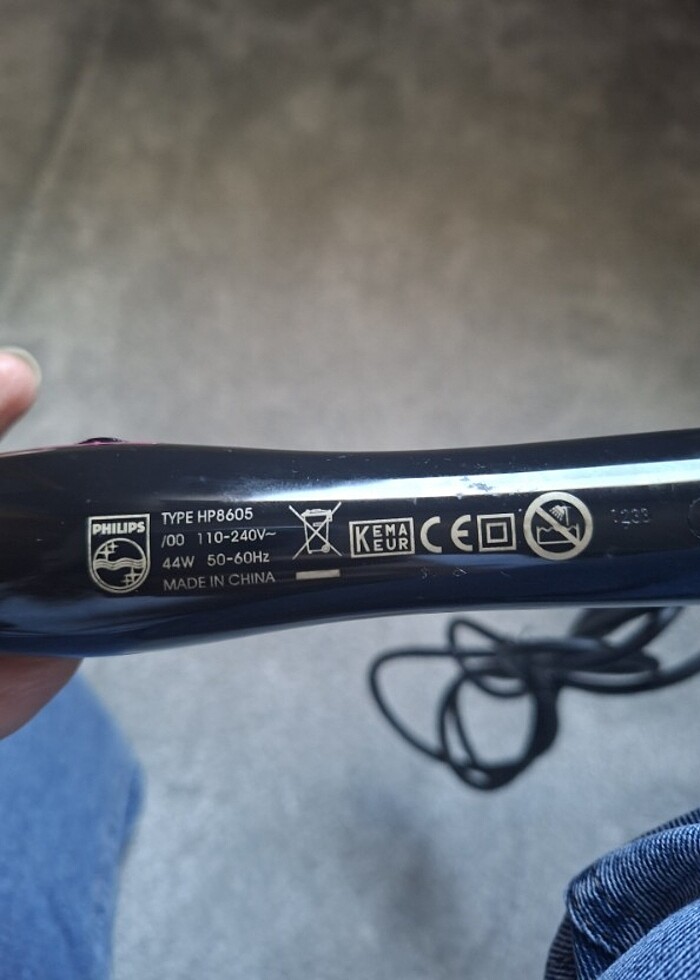 PHILIPS
TYPE HP8605
/00 110-240V~
44W 50-60Hz
MADE IN CHINA
KEMA
KEUR
CE